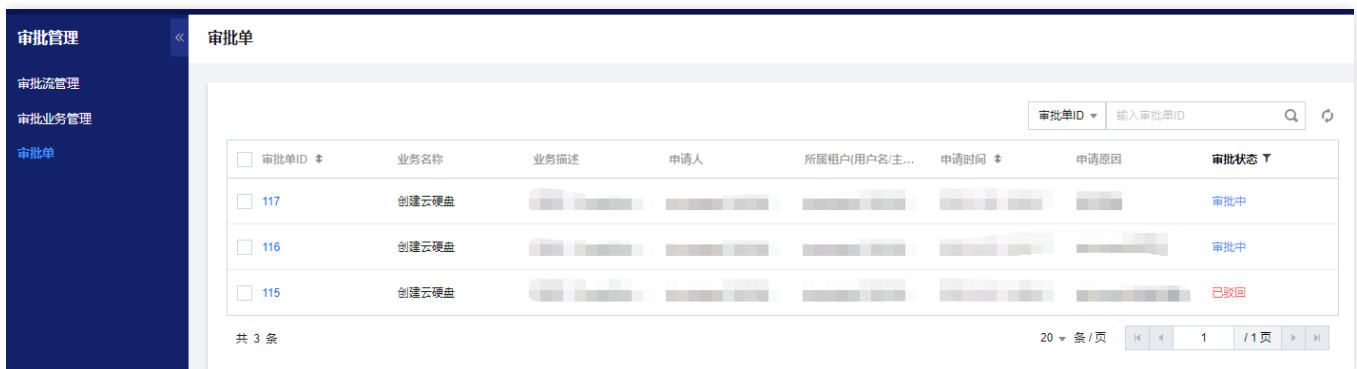 审批管理
«
审批单
审批流管理
审批业务管理
审批单
审批单ID
输入审批单ID
审批单ID 业务名称 业务描述 申请人 所属租户(用户名/主... 申请时间 申请原因 审批状态
117 创建云硬盘 审批中
116 创建云硬盘 审批中
115 创建云硬盘 已驳回
共 3 条 20 条/页 1 /1页